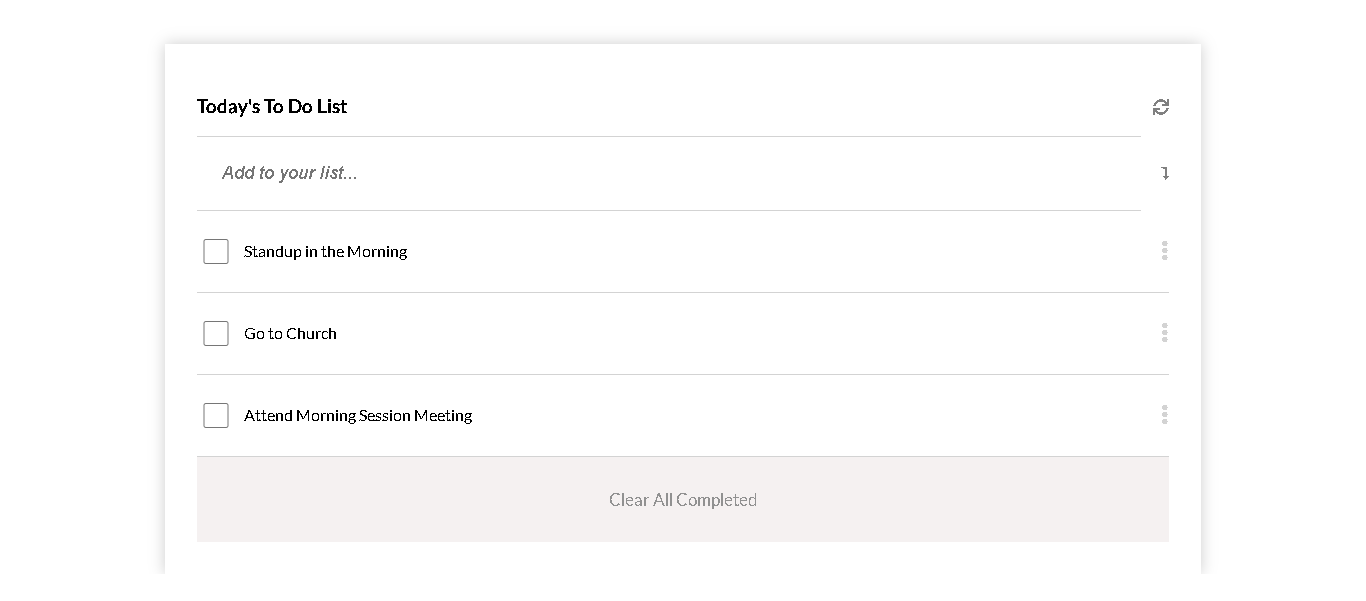 Today's To Do List
Add to your list...
Standup in the Morning
Go to Church
Attend Morning Session Meeting
Clear All Completed